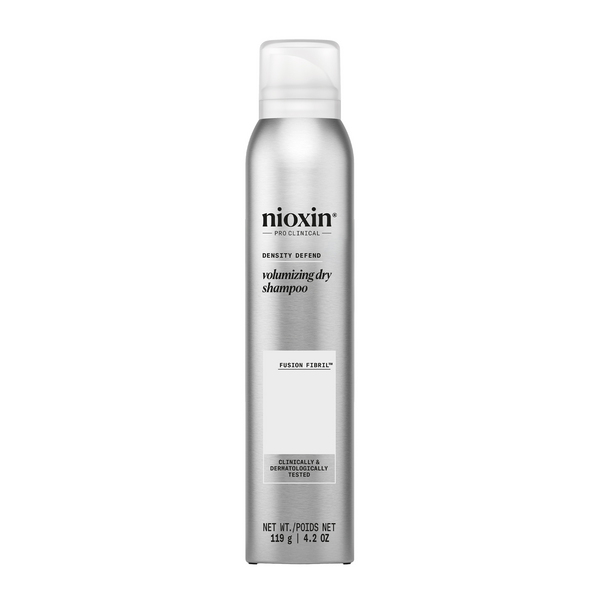 nioxin®
PRO CLINICAL
DENSITY DEFEND
volumizing dry
shampoo
FUSION FIBRIL™
CLINICALLY &
DERMATOLOGICALLY
TESTED
NET WT./POIDS NET
119 g | 4.2 OZ